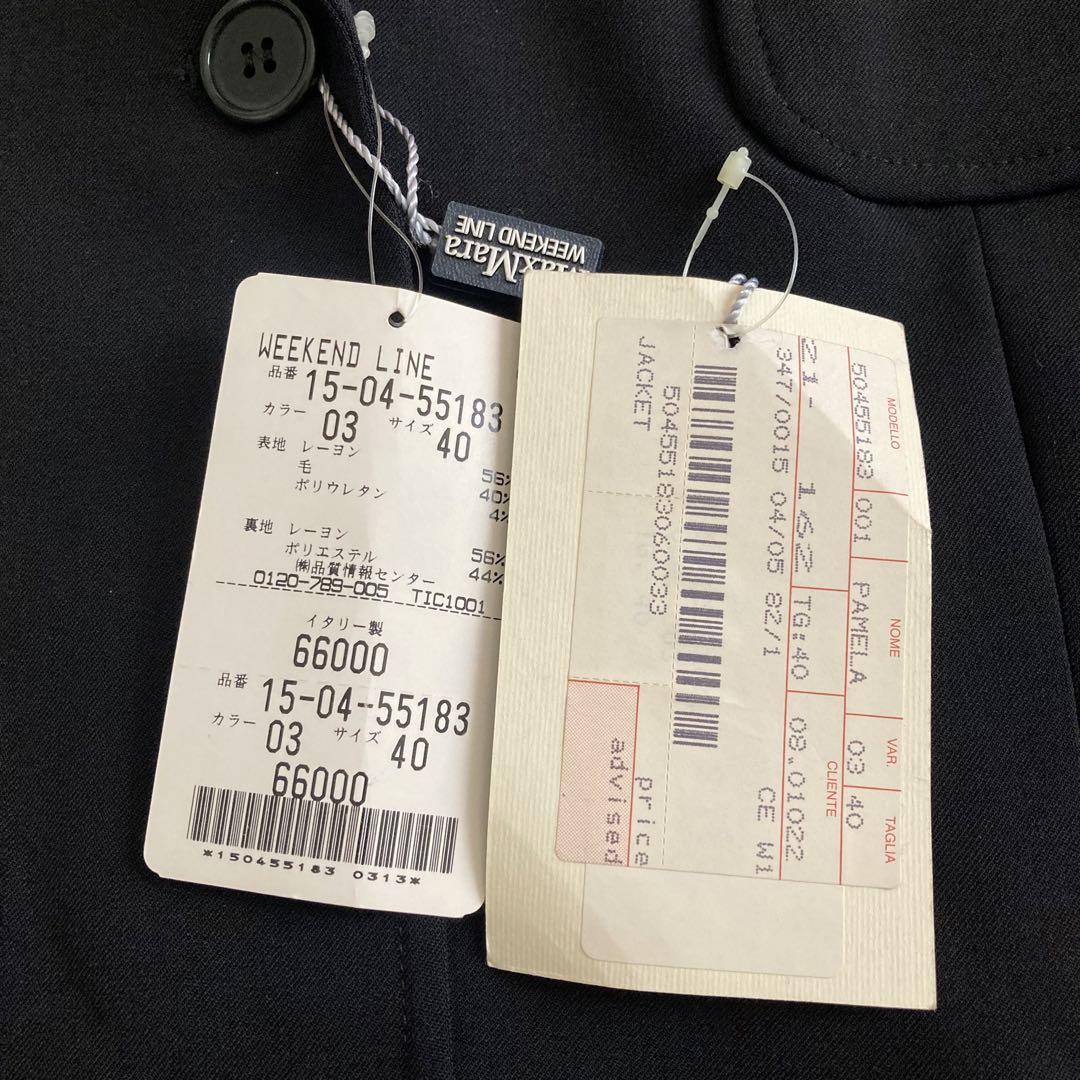 MaxMara
WEEKEND LINE
WEEKEND LINE
品番 15-04-55183
カラー 03 サイズ 40
表地 レーヨン 56%
毛 40%
ポリウレタン 4%
裏地 レーヨン 56%
ポリエステル 44%
㈱品質情報センター
0120-789-005 TIC1001
イタリー製
66000
品番 15-04-55183
カラー 03 サイズ 40
66000
*150455183 0313*
MODELLO NOME VAR. TAGLIA
50455183 001 PAMELA 03 40
CLIENTE
21- 162 TG:40 08.01022
347/0015 04/05 82/1 CE W1
5045518306003​3
JACKET
price
advised